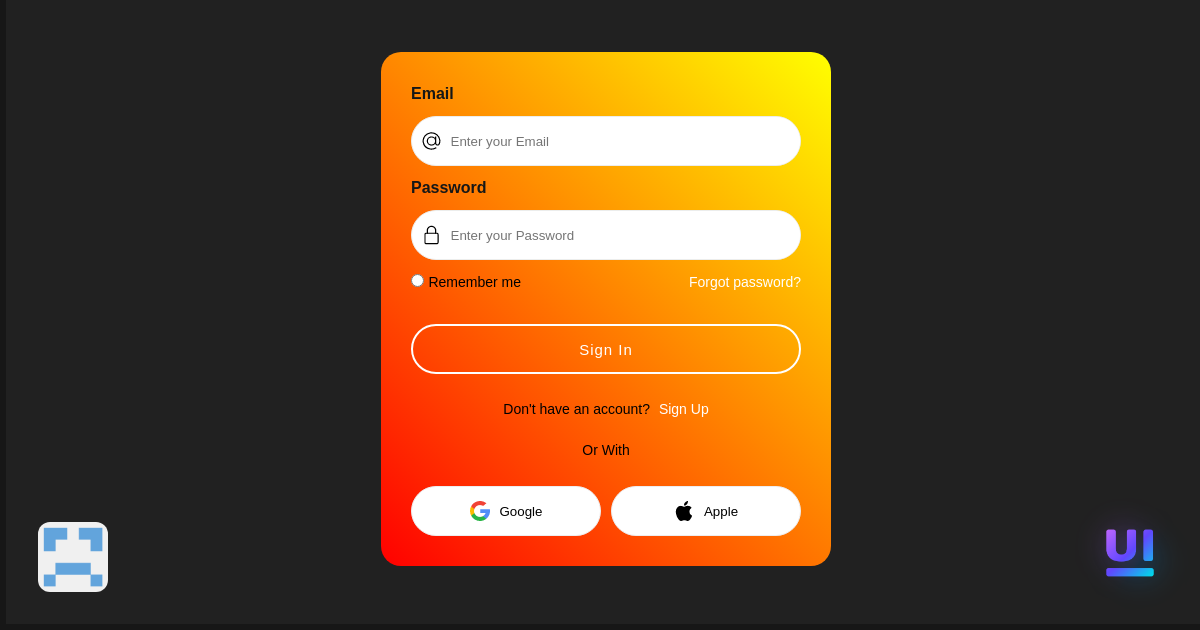 Email
Enter your Email
Password
Enter your Password
Remember me Forgot password?
Sign In
Don't have an account? Sign Up
Or With
Google Apple
UI